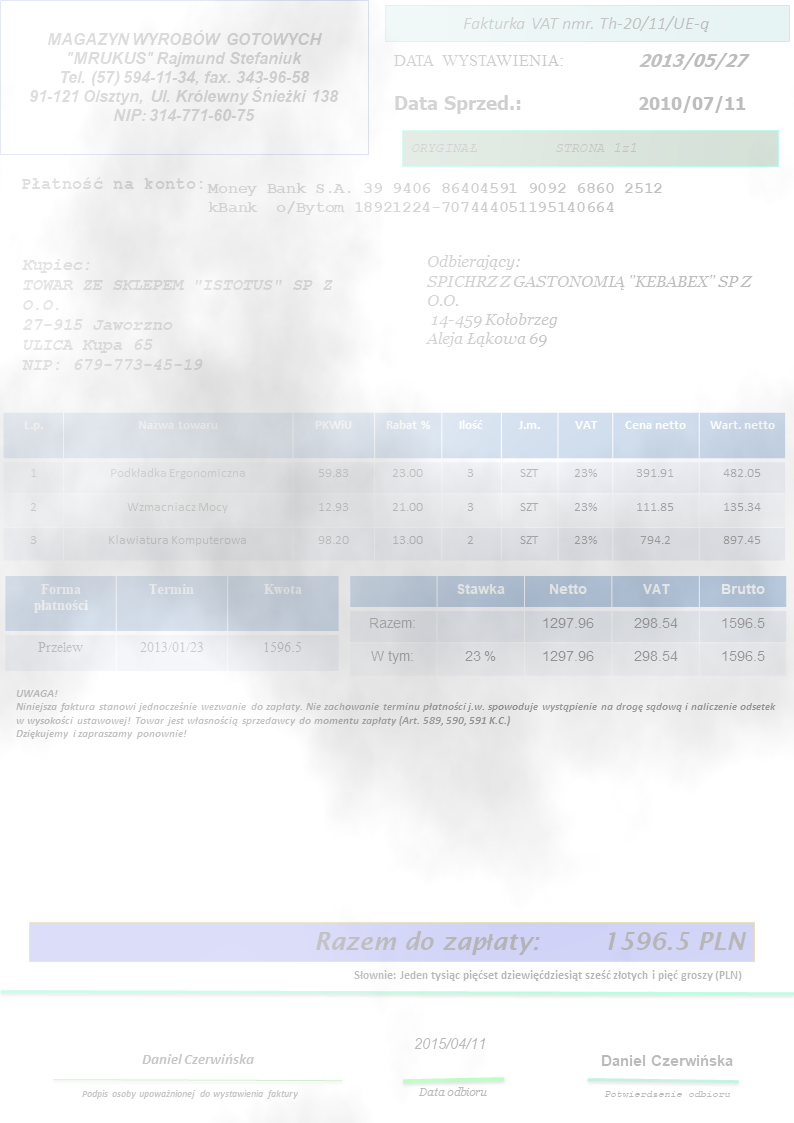 MAGAZYN WYROBÓW GOTOWYCH
"MRUKUS" Rajmund Stefaniuk
Tel. (57) 594-11-34, fax. 343-96-58
91-121 Olsztyn, Ul. Królewny Śnieżki 138
NIP: 314-771-60-75
Fakturka VAT nmr. Th-20/11/UE-q
DATA WYSTAWIENIA: 2013/05/27
Data Sprzed.: 2010/07/11
ORYGINAŁ STRONA 1z1
Płatność na konto: Money Bank S.A. 39 9406 86404591 9092 6860 2512
kBank o/Bytom 18921224-707444051195140664
Kupiec:
TOWAR ZE SKLEPEM "ISTOTUS" SP Z
O.O.
27-915 Jaworzno
ULICA Kupa 65
NIP: 679-773-45-19
Odbierający:
SPICHRZ Z GASTONOMIĄ "KEBABEX" SP Z
O.O.
14-459 Kołobrzeg
Aleja Łąkowa 69
L.p. Nazwa towaru PKWiU Rabat % Ilość J.m. VAT Cena netto Wart. netto
1 Podkładka Ergonomiczna 59.83 23.00 3 SZT 23% 391.91 482.05
2 Wzmacniacz Mocy 12.93 21.00 3 SZT 23% 111.85 135.34
3 Klawiatura Komputerowa 98.20 13.00 2 SZT 23% 794.2 897.45
Forma płatności Termin Kwota
Przelew 2013/01/23 1596.5
Stawka Netto VAT Brutto
Razem: 1297.96 298.54 1596.5
W tym: 23 % 1297.96 298.54 1596.5
UWAGA!
Niniejsza faktura stanowi jednocześnie wezwanie do zapłaty. Nie zachowanie terminu płatności j.w. spowoduje wystąpienie na drogę sądową i naliczenie odsetek
w wysokości ustawowej! Towar jest własnością sprzedawcy do momentu zapłaty (Art. 589, 590, 591 K.C.)
Dziękujemy i zapraszamy ponownie!
Razem do zapłaty: 1596.5 PLN
Słownie: Jeden tysiąc pięćset dziewięćdziesiąt sześć złotych i pięć groszy (PLN)
Daniel Czerwińska
Podpis osoby upoważnionej do wystawienia faktury
2015/04/11
Data odbioru
Daniel Czerwińska
Potwierdzenie odbioru